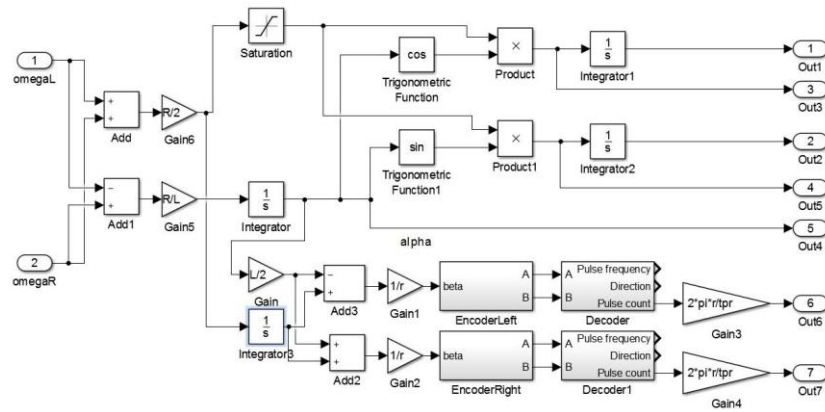 1
omegaL
+
+
Add
R/2
Gain6
Saturation
cos
Trigonometric
Function
×
Product
1
s
Integrator1
1
Out1
3
Out3
sin
Trigonometric
Function1
×
Product1
1
s
Integrator2
2
Out2
4
Out5
−
+
Add1
R/L
Gain5
1
s
Integrator
5
Out4
alpha
2
omegaR
L/2
Gain
−
+
Add3
1/r
Gain1
beta
A
B
EncoderLeft
A
B
Pulse frequency
Direction
Pulse count
Decoder
2*pi*r/tpr
Gain3
6
Out6
1
s
Integrator3
+
+
Add2
1/r
Gain2
beta
A
B
EncoderRight
A
B
Pulse frequency
Direction
Pulse count
Decoder1
2*pi*r/tpr
Gain4
7
Out7